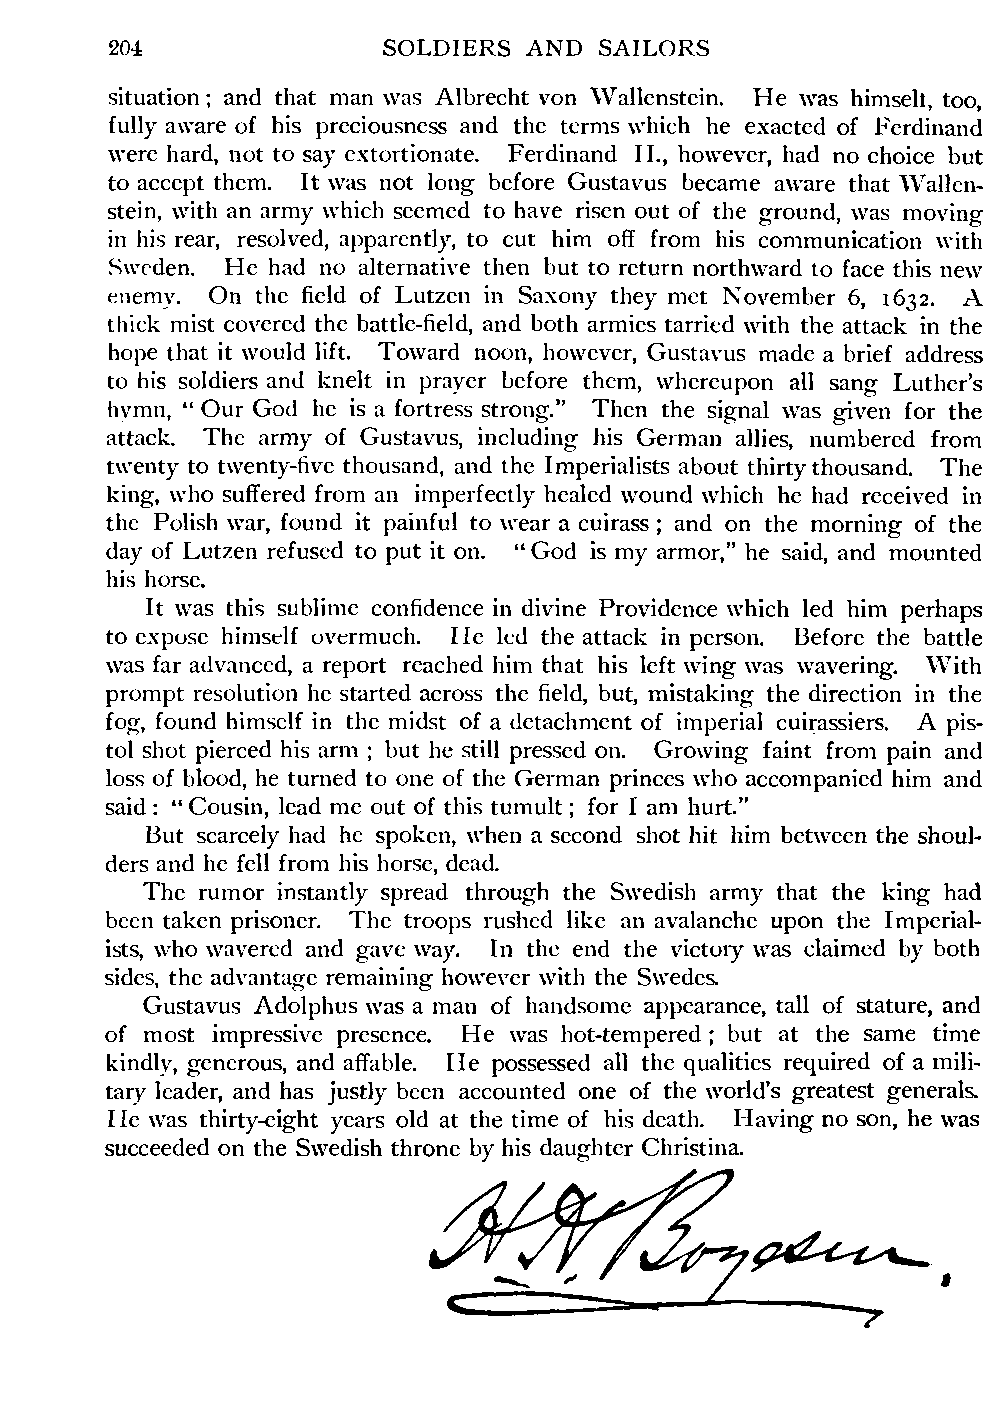 204 SOLDIERS AND SAILORS
situation; and that man was Albrecht von Wallenstein. He was himself, too,
fully aware of his preciousness and the terms which he exacted of Ferdinand
were hard, not to say extortionate. Ferdinand II., however, had no choice but
to accept them. It was not long before Gustavus became aware that Wallen-
stein, with an army which seemed to have risen out of the ground, was moving
in his rear, resolved, apparently, to cut him off from his communication with
Sweden. He had no alternative then but to return northward to face this new
enemy. On the field of Lutzen in Saxony they met November 6, 1632. A
thick mist covered the battle-field, and both armies tarried with the attack in the
hope that it would lift. Toward noon, however, Gustavus made a brief address
to his soldiers and knelt in prayer before them, whereupon all sang Luther's
hymn, "Our God he is a fortress strong." Then the signal was given for the
attack. The army of Gustavus, including his German allies, numbered from
twenty to twenty-five thousand, and the Imperialists about thirty thousand. The
king, who suffered from an imperfectly healed wound which he had received in
the Polish war, found it painful to wear a cuirass; and on the morning of the
day of Lutzen refused to put it on. "God is my armor," he said, and mounted
his horse.
It was this sublime confidence in divine Providence which led him perhaps
to expose himself overmuch. He led the attack in person. Before the battle
was far advanced, a report reached him that his left wing was wavering. With
prompt resolution he started across the field, but, mistaking the direction in the
fog, found himself in the midst of a detachment of imperial cuirassiers. A pis-
tol shot pierced his arm; but he still pressed on. Growing faint from pain and
loss of blood, he turned to one of the German princes who accompanied him and
said: "Cousin, lead me out of this tumult; for I am hurt."
But scarcely had he spoken, when a second shot hit him between the shoul-
ders and he fell from his horse, dead.
The rumor instantly spread through the Swedish army that the king had
been taken prisoner. The troops rushed like an avalanche upon the Imperial-
ists, who wavered and gave way. In the end the victory was claimed by both
sides, the advantage remaining however with the Swedes.
Gustavus Adolphus was a man of handsome appearance, tall of stature, and
of most impressive presence. He was hot-tempered; but at the same time
kindly, generous, and affable. He possessed all the qualities required of a mili-
tary leader, and has justly been accounted one of the world's greatest generals.
He was thirty-eight years old at the time of his death. Having no son, he was
succeeded on the Swedish throne by his daughter Christina.
H. H. Boyesen.